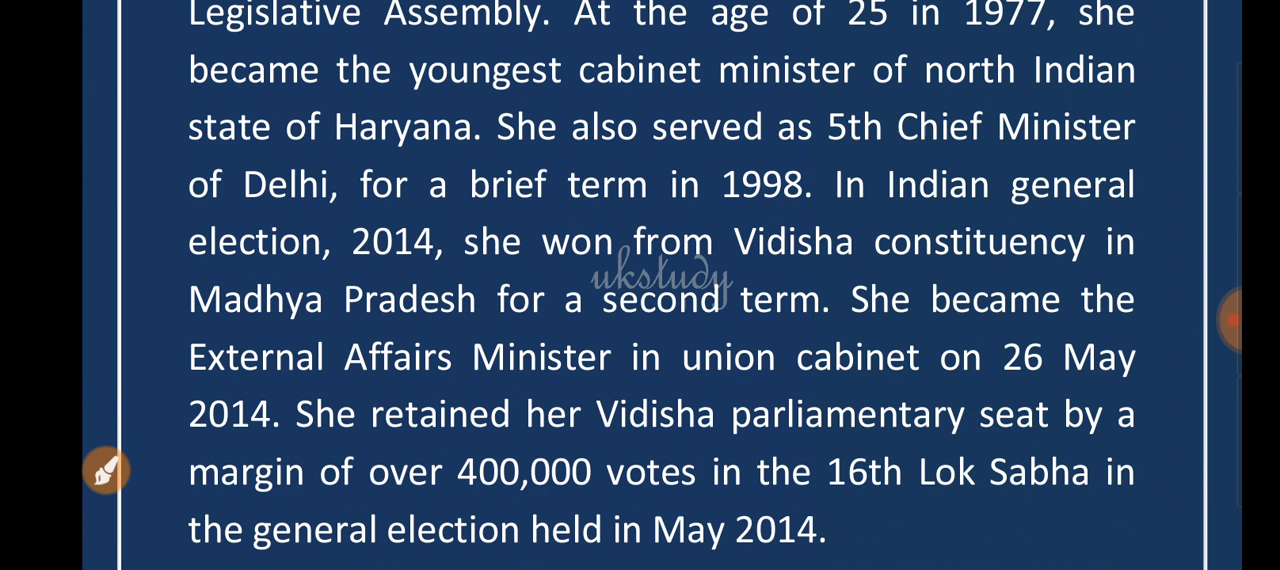 Legislative Assembly. At the age of 25 in 1977, she
became the youngest cabinet minister of north Indian
state of Haryana. She also served as 5th Chief Minister
of Delhi, for a brief term in 1998. In Indian general
election, 2014, she won from Vidisha constituency in
ukstudy
Madhya Pradesh for a second term. She became the
External Affairs Minister in union cabinet on 26 May
2014. She retained her Vidisha parliamentary seat by a
margin of over 400,000 votes in the 16th Lok Sabha in
the general election held in May 2014.